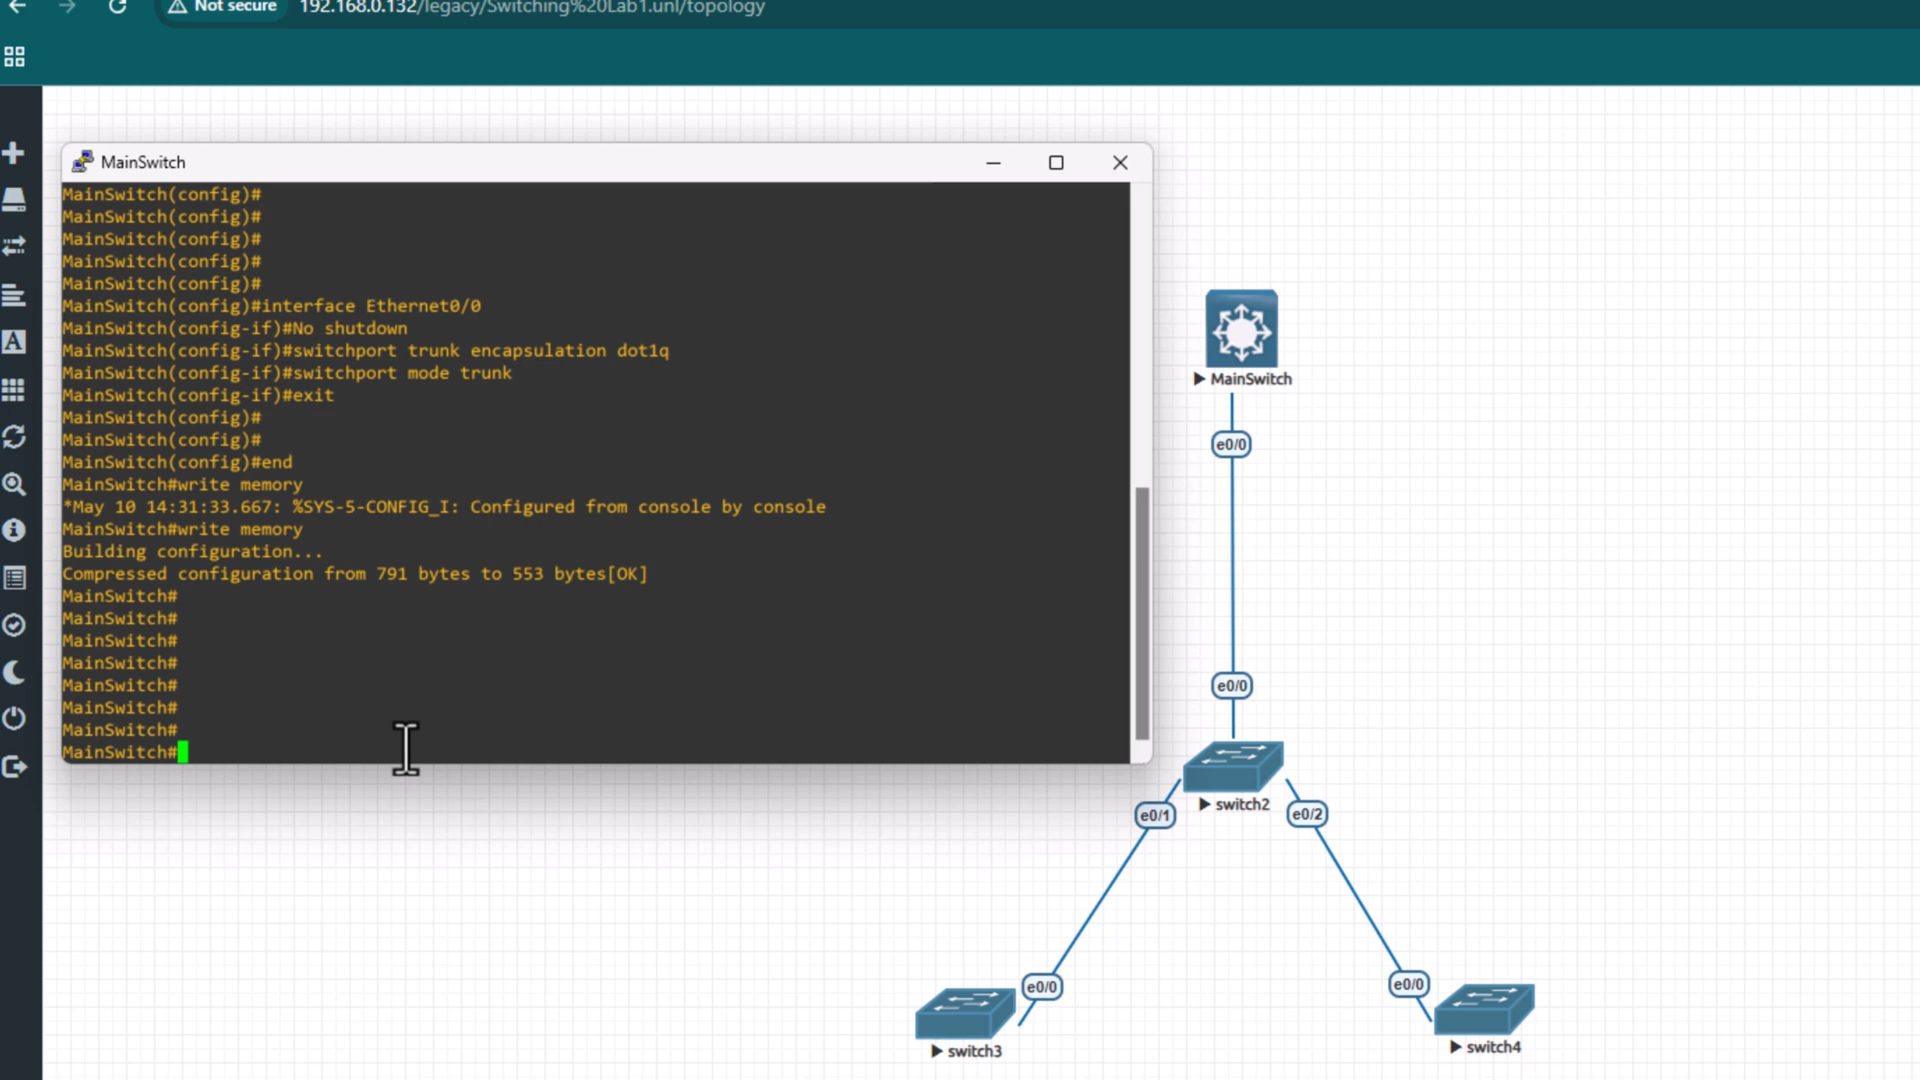 Not secure 192.168.0.132/legacy/Switching%20Lab1.unl/topology
MainSwitch
MainSwitch(config)#
MainSwitch(config)#
MainSwitch(config)#
MainSwitch(config)#
MainSwitch(config)#
MainSwitch(config)#interface Ethernet0/0
MainSwitch(config-if)#No shutdown
MainSwitch(config-if)#switchport trunk encapsulation dot1q
MainSwitch(config-if)#switchport mode trunk
MainSwitch(config-if)#exit
MainSwitch(config)#
MainSwitch(config)#
MainSwitch(config)#end
MainSwitch#write memory
*May 10 14:31:33.667: %SYS-5-CONFIG_I: Configured from console by console
MainSwitch#write memory
Building configuration...
Compressed configuration from 791 bytes to 553 bytes[OK]
MainSwitch#
MainSwitch#
MainSwitch#
MainSwitch#
MainSwitch#
MainSwitch#
MainSwitch#
MainSwitch#
A
MainSwitch
e0/0
e0/0
switch2
e0/1
e0/2
e0/0
e0/0
switch3
switch4